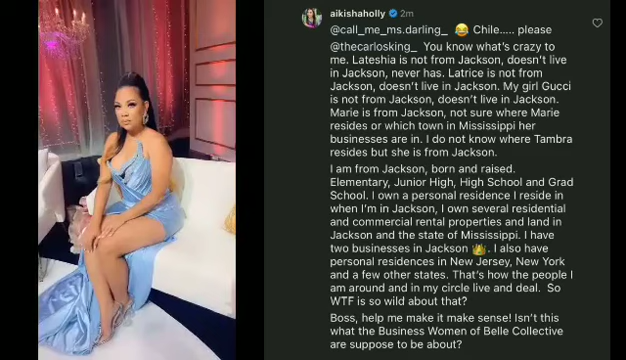 aikishaholly 2m
@call_me_ms.darling_ 😂 Chile..... please
@thecarlosking_ You know what's crazy to
me. Lateshia is not from Jackson, doesn't live
in Jackson, never has. Latrice is not from
Jackson, doesn't live in Jackson. My girl Gucci
is not from Jackson, doesn't live in Jackson.
Marie is from Jackson, not sure where Marie
resides or which town in Mississippi her
businesses are in. I do not know where Tambra
resides but she is from Jackson.
I am from Jackson, born and raised.
Elementary, Junior High, High School and Grad
School. I own a personal residence I reside in
when I'm in Jackson, I own several residential
and commercial rental properties and land in
Jackson and the state of Mississippi. I have
two businesses in Jackson 👑. I also have
personal residences in New Jersey, New York
and a few other states. That's how the people I
am around and in my circle live and deal. So
WTF is so wild about that?
Boss, help me make it make sense! Isn't this
what the Business Women of Belle Collective
are suppose to be about?